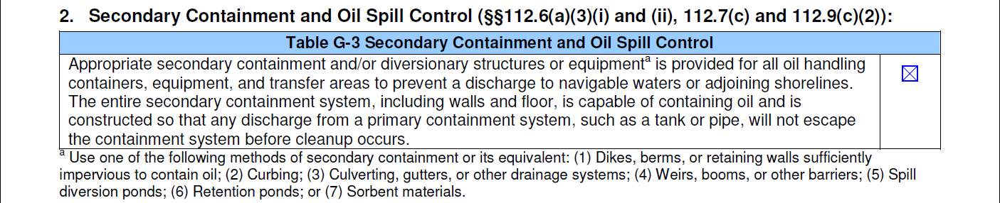 2. Secondary Containment and Oil Spill Control (§§112.6(a)(3)(i) and (ii), 112.7(c) and 112.9(c)(2)):
Table G-3 Secondary Containment and Oil Spill Control
Appropriate secondary containment and/or diversionary structures or equipmentª is provided for all oil handling
containers, equipment, and transfer areas to prevent a discharge to navigable waters or adjoining shorelines.
The entire secondary containment system, including walls and floor, is capable of containing oil and is
constructed so that any discharge from a primary containment system, such as a tank or pipe, will not escape
the containment system before cleanup occurs.
ª Use one of the following methods of secondary containment or its equivalent: (1) Dikes, berms, or retaining walls sufficiently
impervious to contain oil; (2) Curbing; (3) Culverting, gutters, or other drainage systems; (4) Weirs, booms, or other barriers; (5) Spill
diversion ponds; (6) Retention ponds; or (7) Sorbent materials.